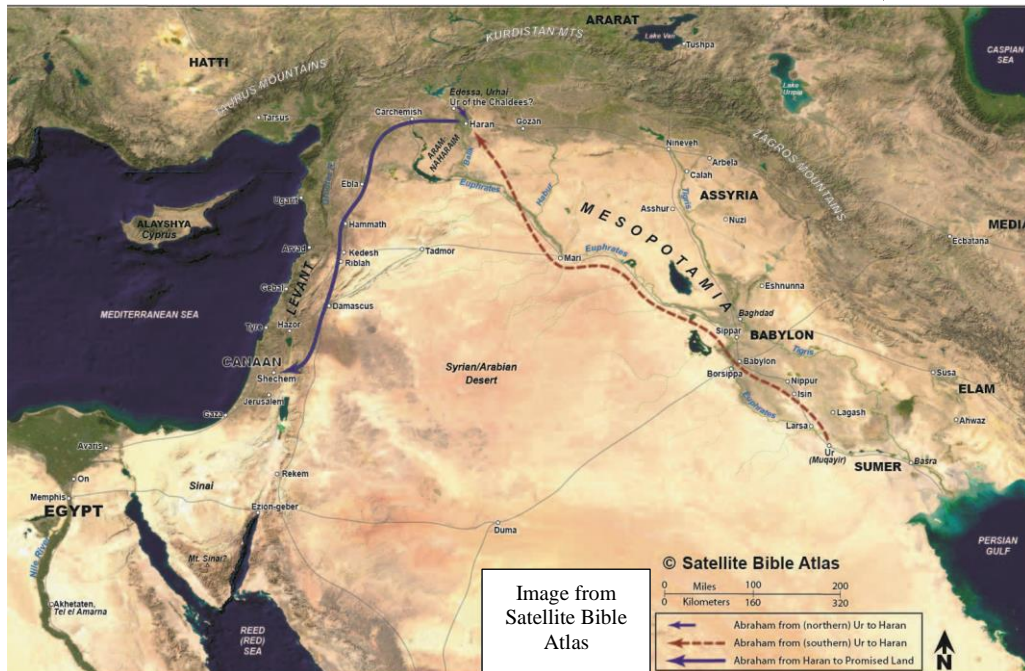 ARARAT
CASPIAN
SEA
Lake Van
Tushpa
KURDISTAN MTS.
HATTI
TAURUS MOUNTAINS
Lake Urmia
Edessa, Urhai
Ur of the Chaldees?
Carchemish
Haran
Gozan
Tarsus
ARAM-
NAHARAIM
Balih
Nineveh
Arbela
Calah
ZAGROS MOUNTAINS
Ebla
Euphrates
Habur
Tigris
ASSYRIA
Ugarit
Asshur
Nuzi
MESOPOTAMIA
ALAYSHYA
Cyprus
Hammath
MEDIA
Ecbatana
Arvad
Kedesh
Riblah
Tadmor
Euphrates
Mari
LEVANT
Gebal
Eshnunna
MEDITERRANEAN SEA
Damascus
Baghdad
Tyre
Hazor
Sippar
BABYLON
CANAAN
Syrian/Arabian
Desert
Babylon
Tigris
Shechem
Borsippa
Susa
Nippur
ELAM
Jerusalem
Isin
Gaza
Euphrates
Lagash
Ahwaz
Larsa
Avaris
Ur
(Muqayir)
SUMER
Basra
On
Sinai
Rekem
Memphis
EGYPT
Ezion-geber
Duma
PERSIAN
GULF
Nile River
Mt. Sinai?
© Satellite Bible Atlas
Akhetaten,
Tel el Amarna
REED
(RED)
SEA
Image from
Satellite Bible
Atlas
0 Miles 100 200
0 Kilometers 160 320
Abraham from (northern) Ur to Haran
Abraham from (southern) Ur to Haran
Abraham from Haran to Promised Land
N